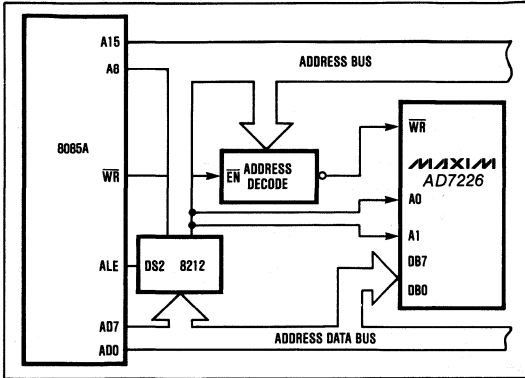 A15
ADDRESS BUS
A8
8085A
WR
EN
ADDRESS
DECODE
WR
MAXIM
AD7226
A0
A1
ALE
DS2 8212
DB7
DB0
AD7
AD0
ADDRESS DATA BUS